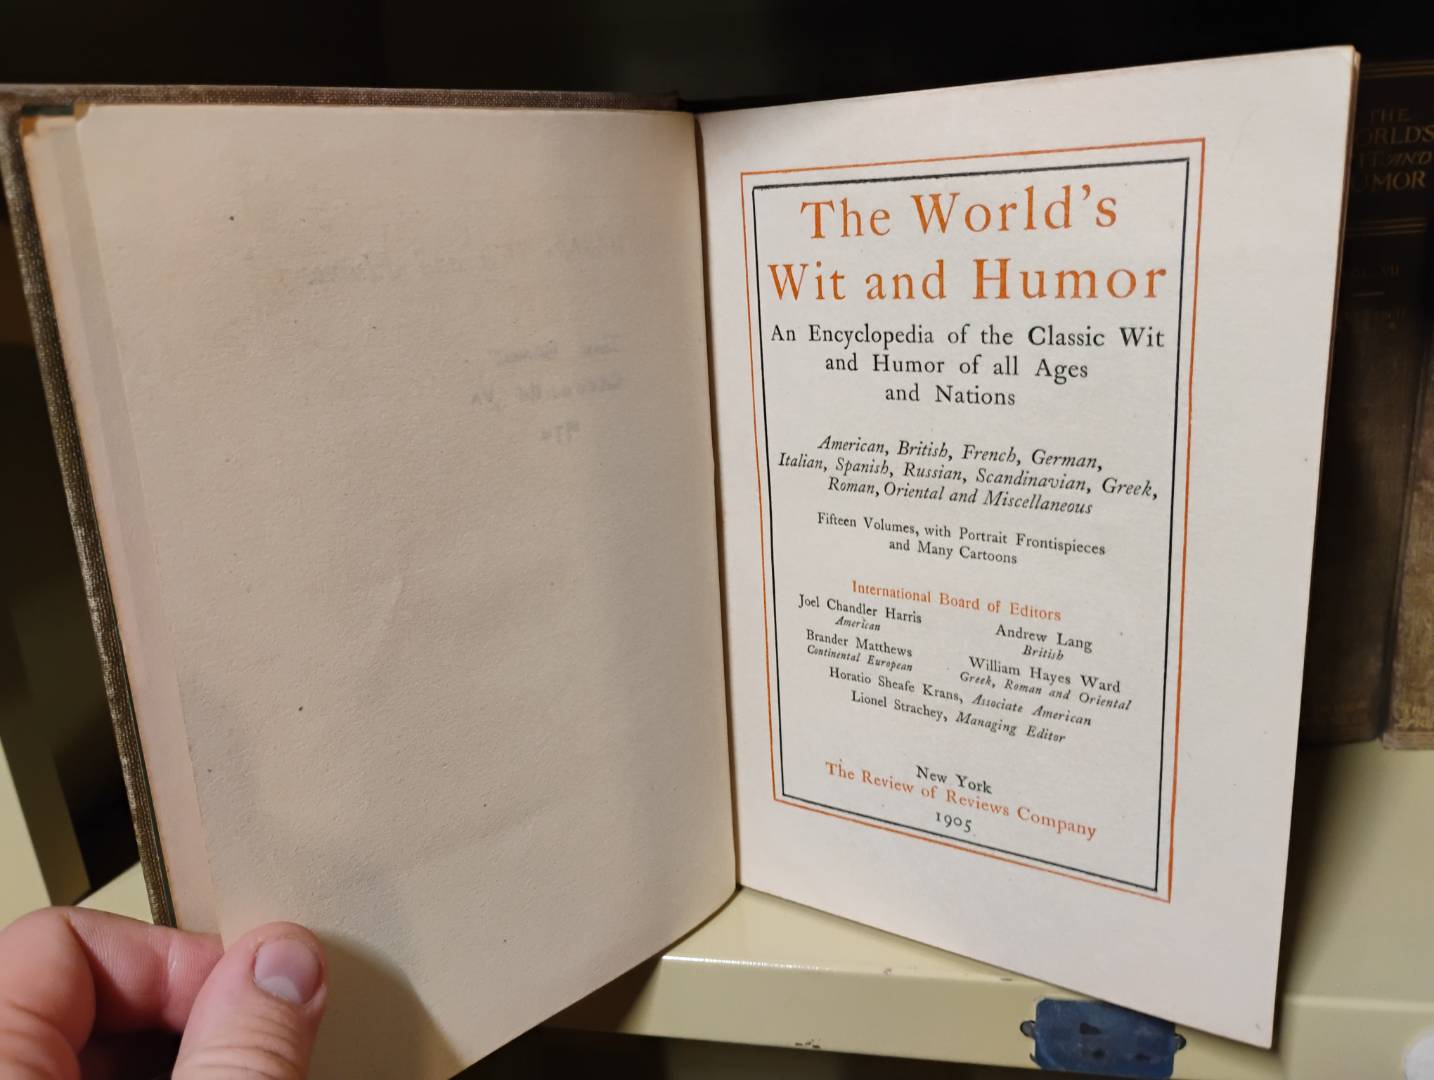 The World's
Wit and Humor
An Encyclopedia of the Classic Wit
and Humor of all Ages
and Nations
American, British, French, German,
Italian, Spanish, Russian, Scandinavian, Greek,
Roman, Oriental and Miscellaneous
Fifteen Volumes, with Portrait Frontispieces
and Many Cartoons
International Board of Editors
Joel Chandler Harris
American
Andrew Lang
British
Brander Matthews
Continental European
William Hayes Ward
Greek, Roman and Oriental
Horatio Sheafe Krans, Associate American
Lionel Strachey, Managing Editor
New York
The Review of Reviews Company
1905
THE
AND